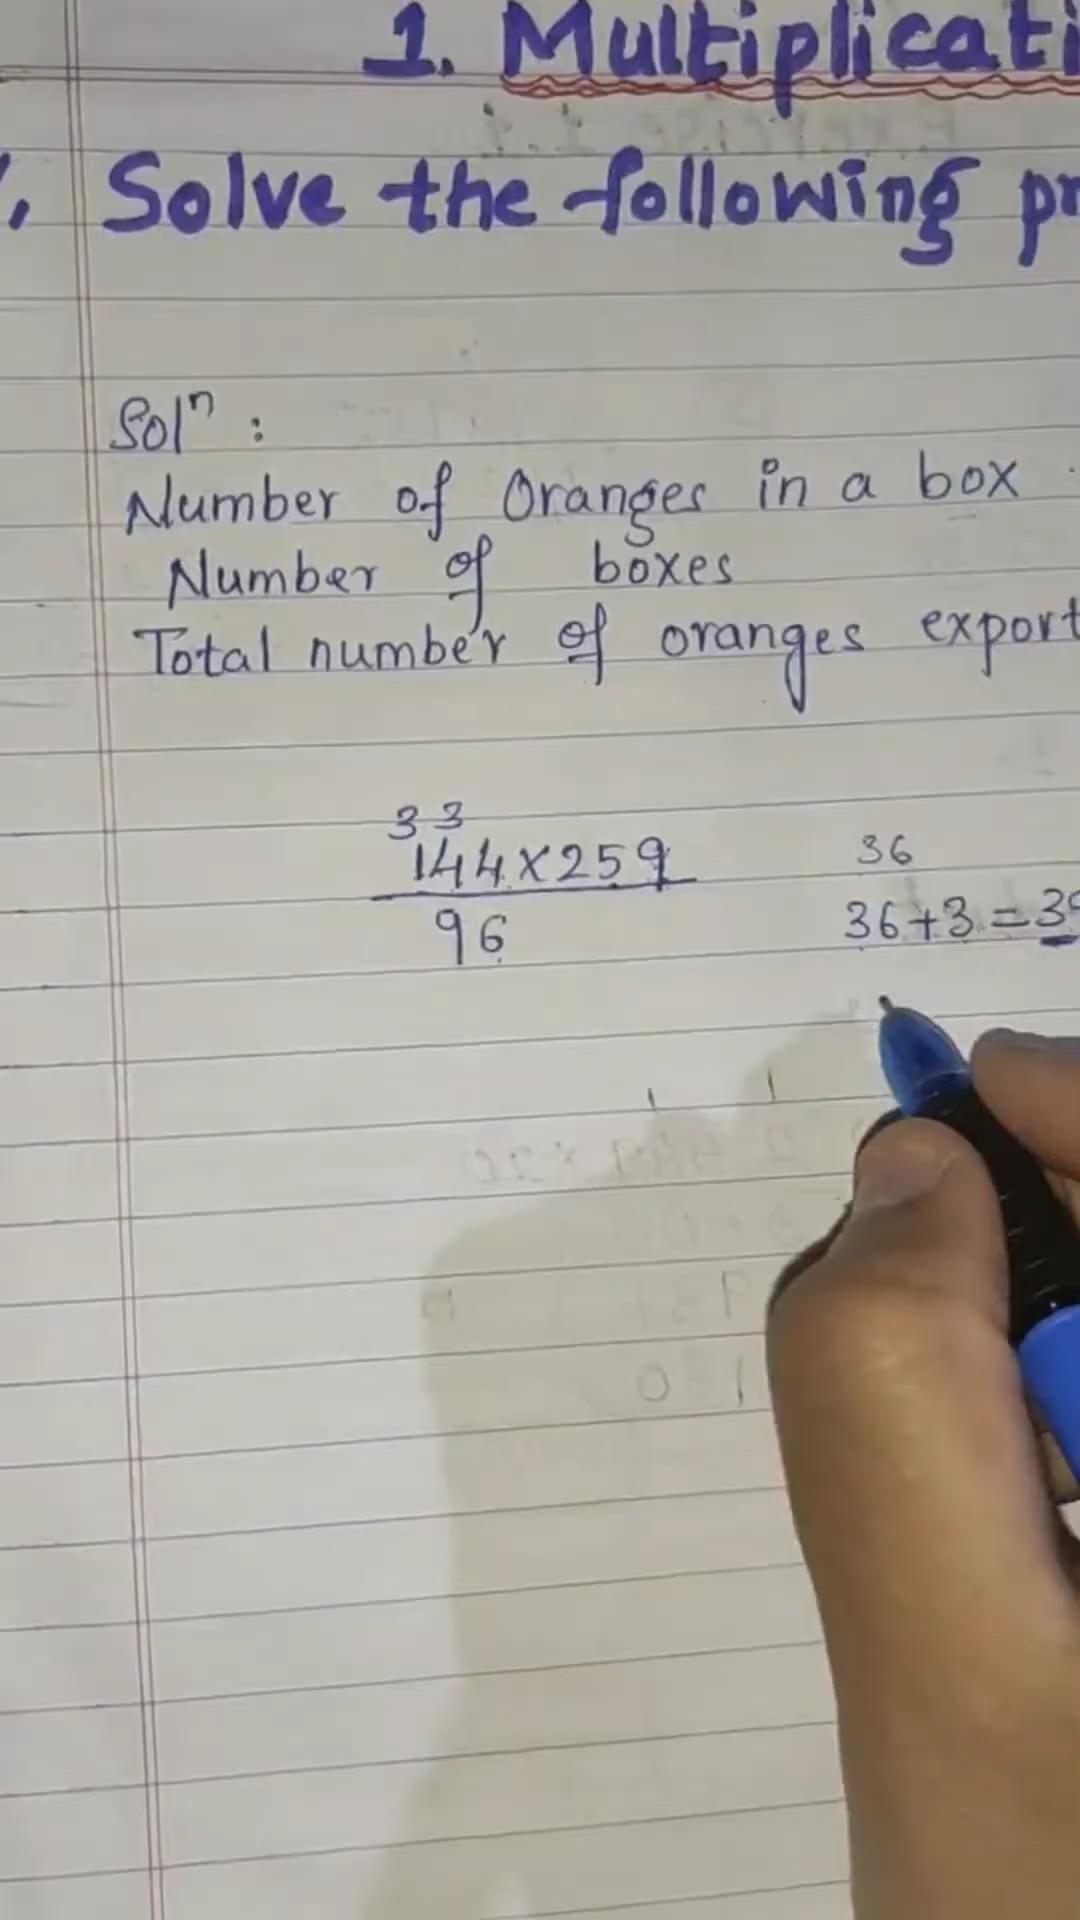 1. Multiplicati
Solve the following pr
Solⁿ :
Number of Oranges in a box
Number of boxes
Total number of oranges export
3 3
144×259
96
36
36+3=39